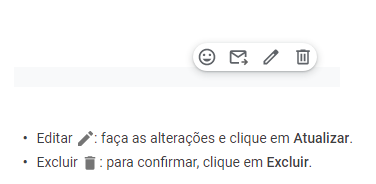 • Editar : faça as alterações e clique em Atualizar.
• Excluir : para confirmar, clique em Excluir.